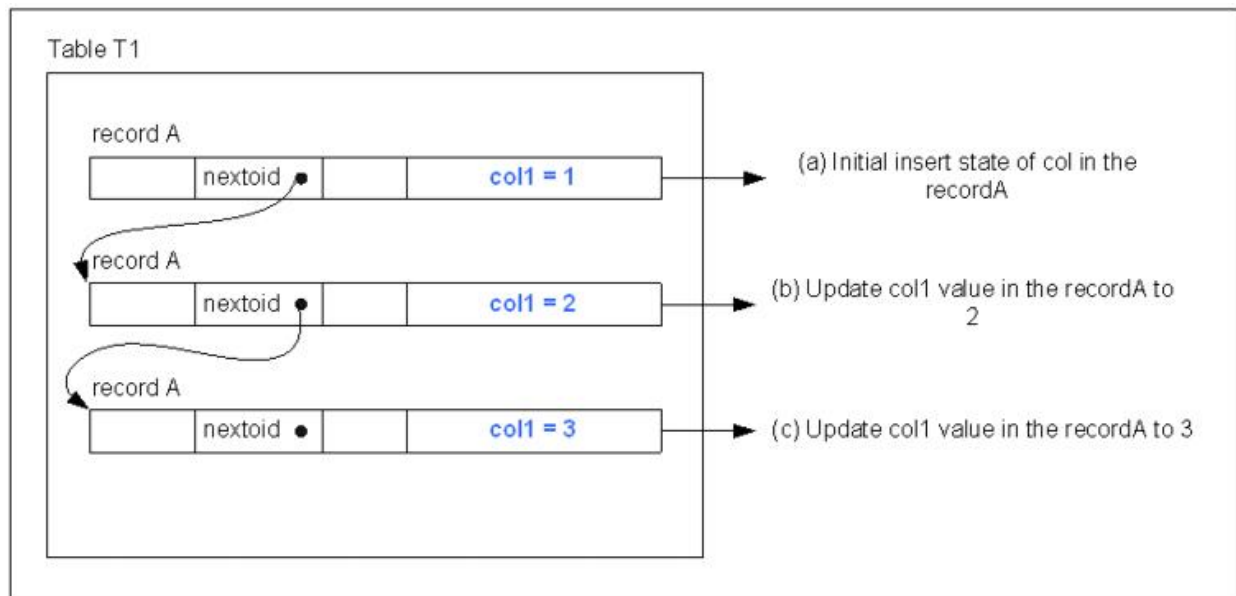 Table T1
record A
nextoid
col1 = 1
(a) Initial insert state of col in the
recordA
record A
nextoid
col1 = 2
(b) Update col1 value in the recordA to
2
record A
nextoid
col1 = 3
(c) Update col1 value in the recordA to 3